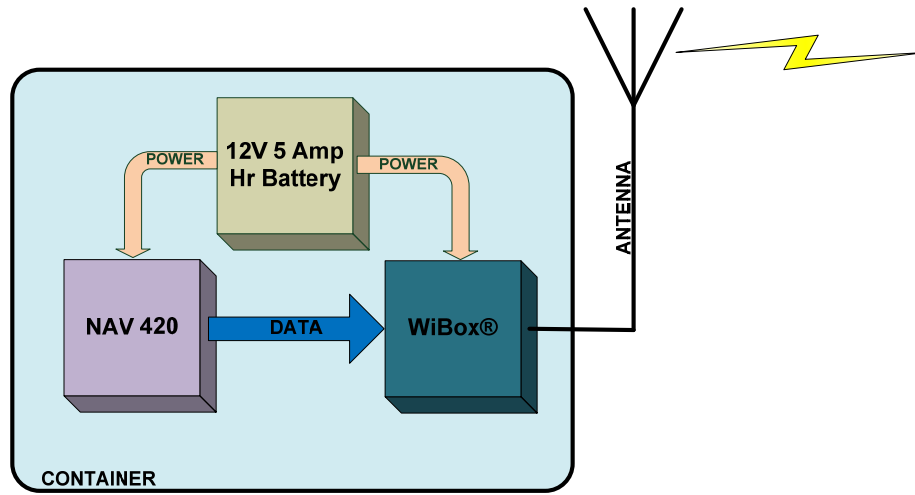 12V 5 Amp
Hr Battery
POWER
POWER
ANTENNA
NAV 420
DATA
WiBox®
CONTAINER